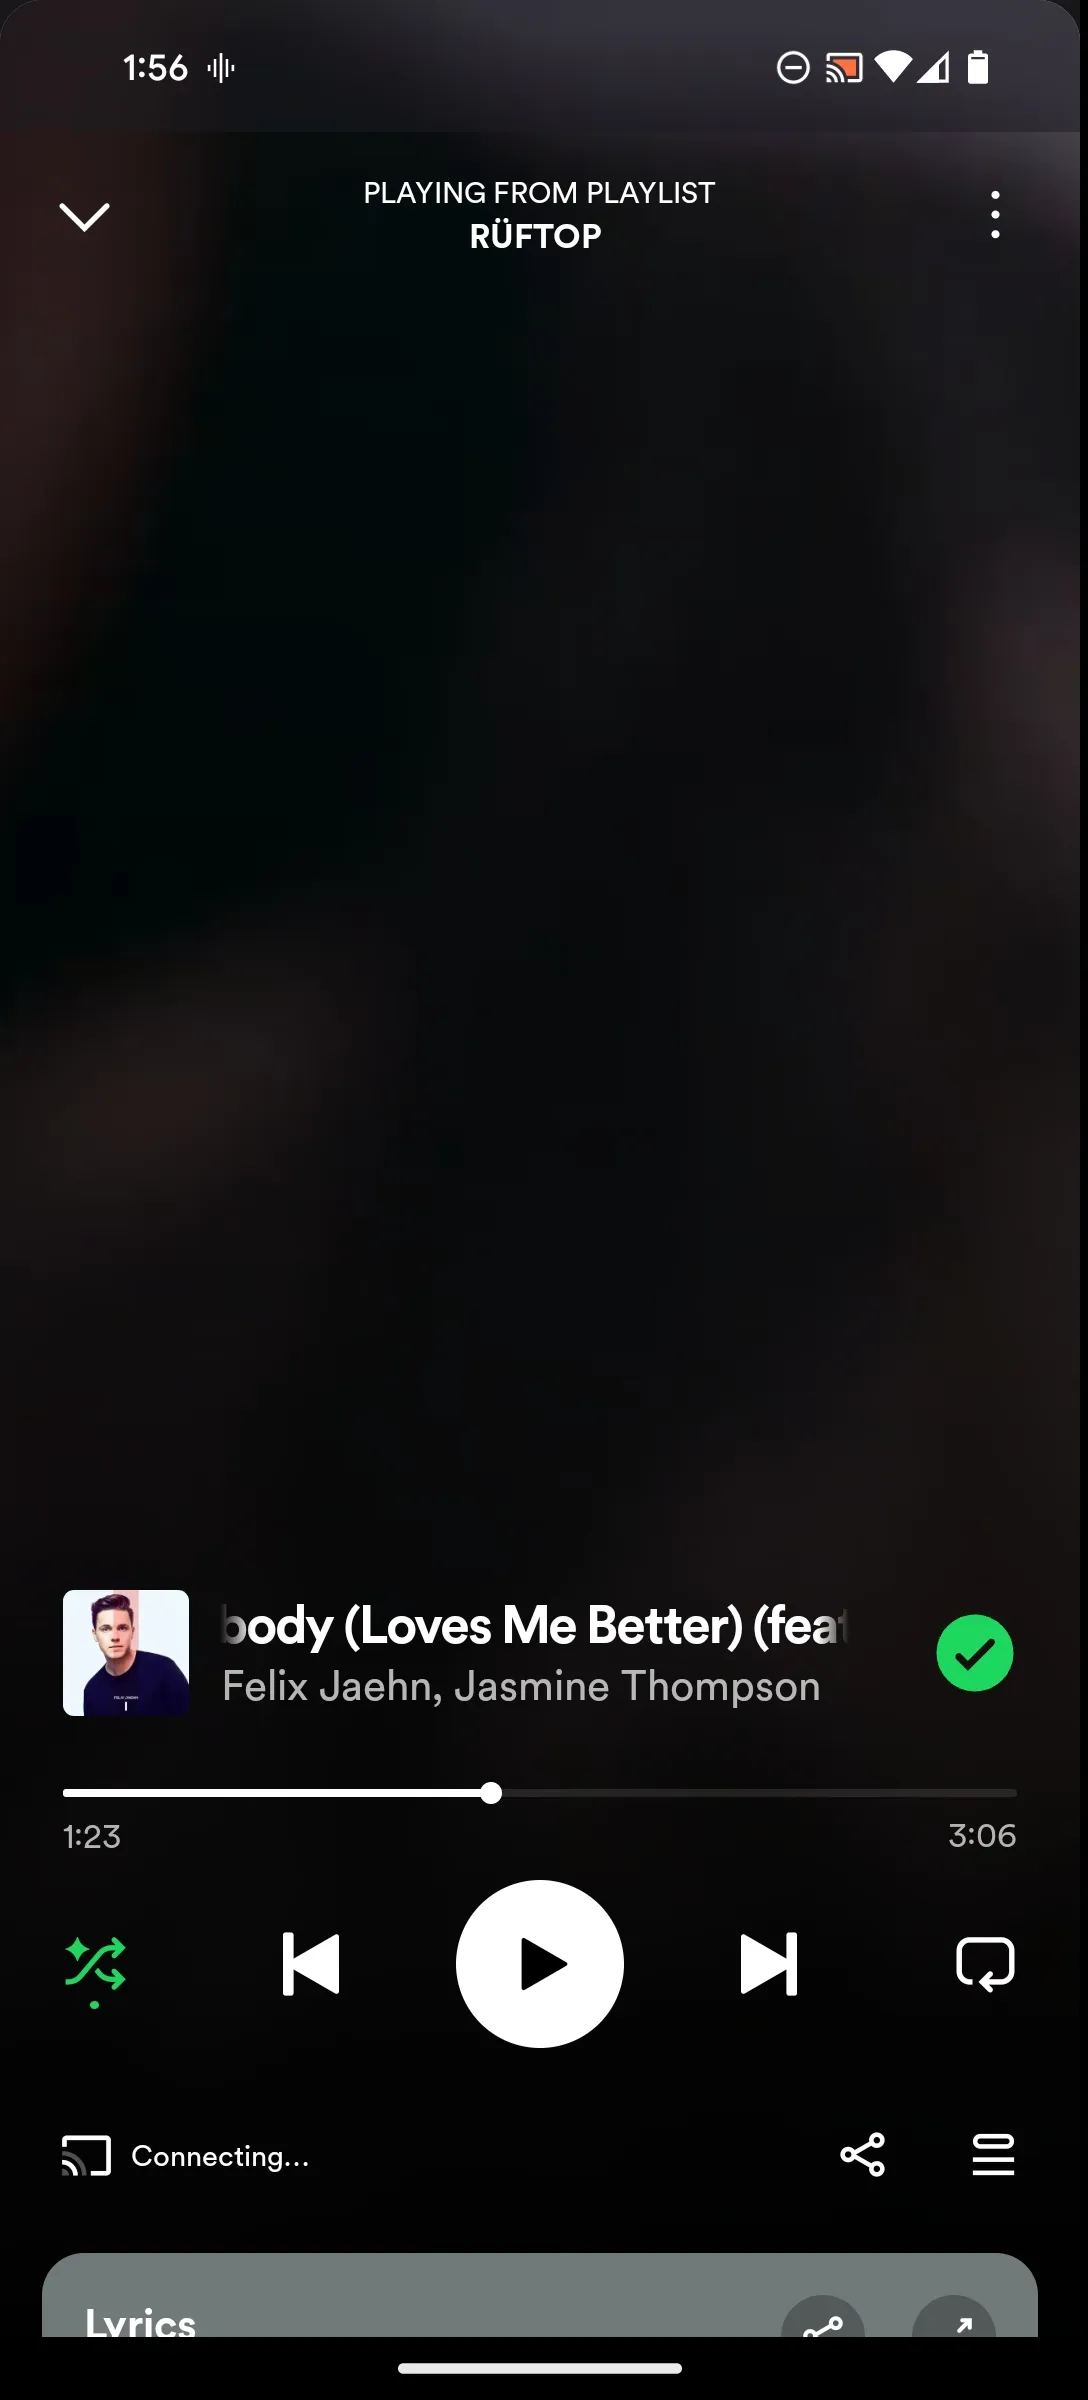 1:56
PLAYING FROM PLAYLIST
RÜFTOP
body (Loves Me Better) (feat
Felix Jaehn, Jasmine Thompson
1:23
3:06
Connecting...
Lyrics